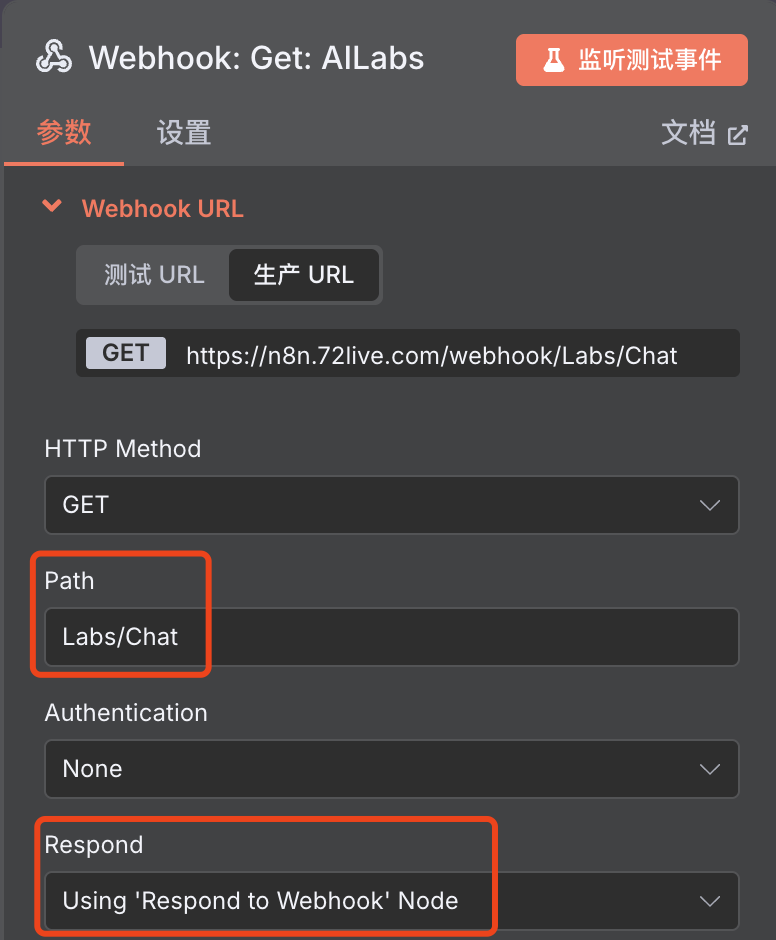 Webhook: Get: AILabs
监听测试事件
参数
设置
文档
Webhook URL
测试 URL
生产 URL
GET
https://n8n.72live.com/webhook/Labs/Chat
HTTP Method
GET
Path
Labs/Chat
Authentication
None
Respond
Using 'Respond to Webhook' Node